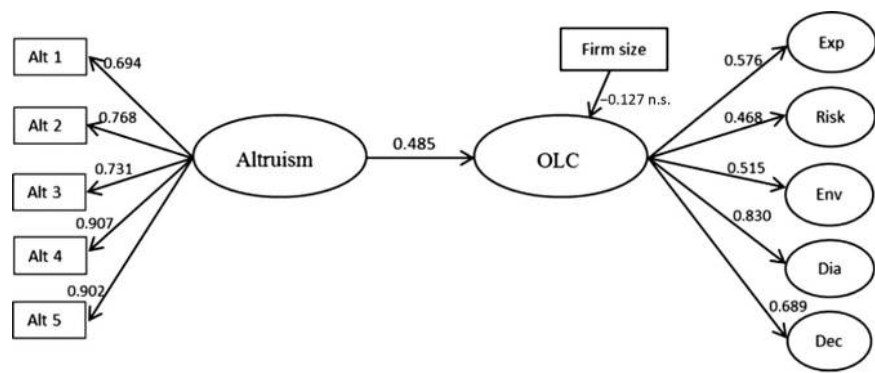 Alt 1
0.694
Alt 2
0.768
Alt 3
0.731
Alt 4
0.907
Alt 5
0.902
Altruism
0.485
Firm size
−0.127 n.s.
OLC
Exp
0.576
Risk
0.468
Env
0.515
Dia
0.830
Dec
0.689